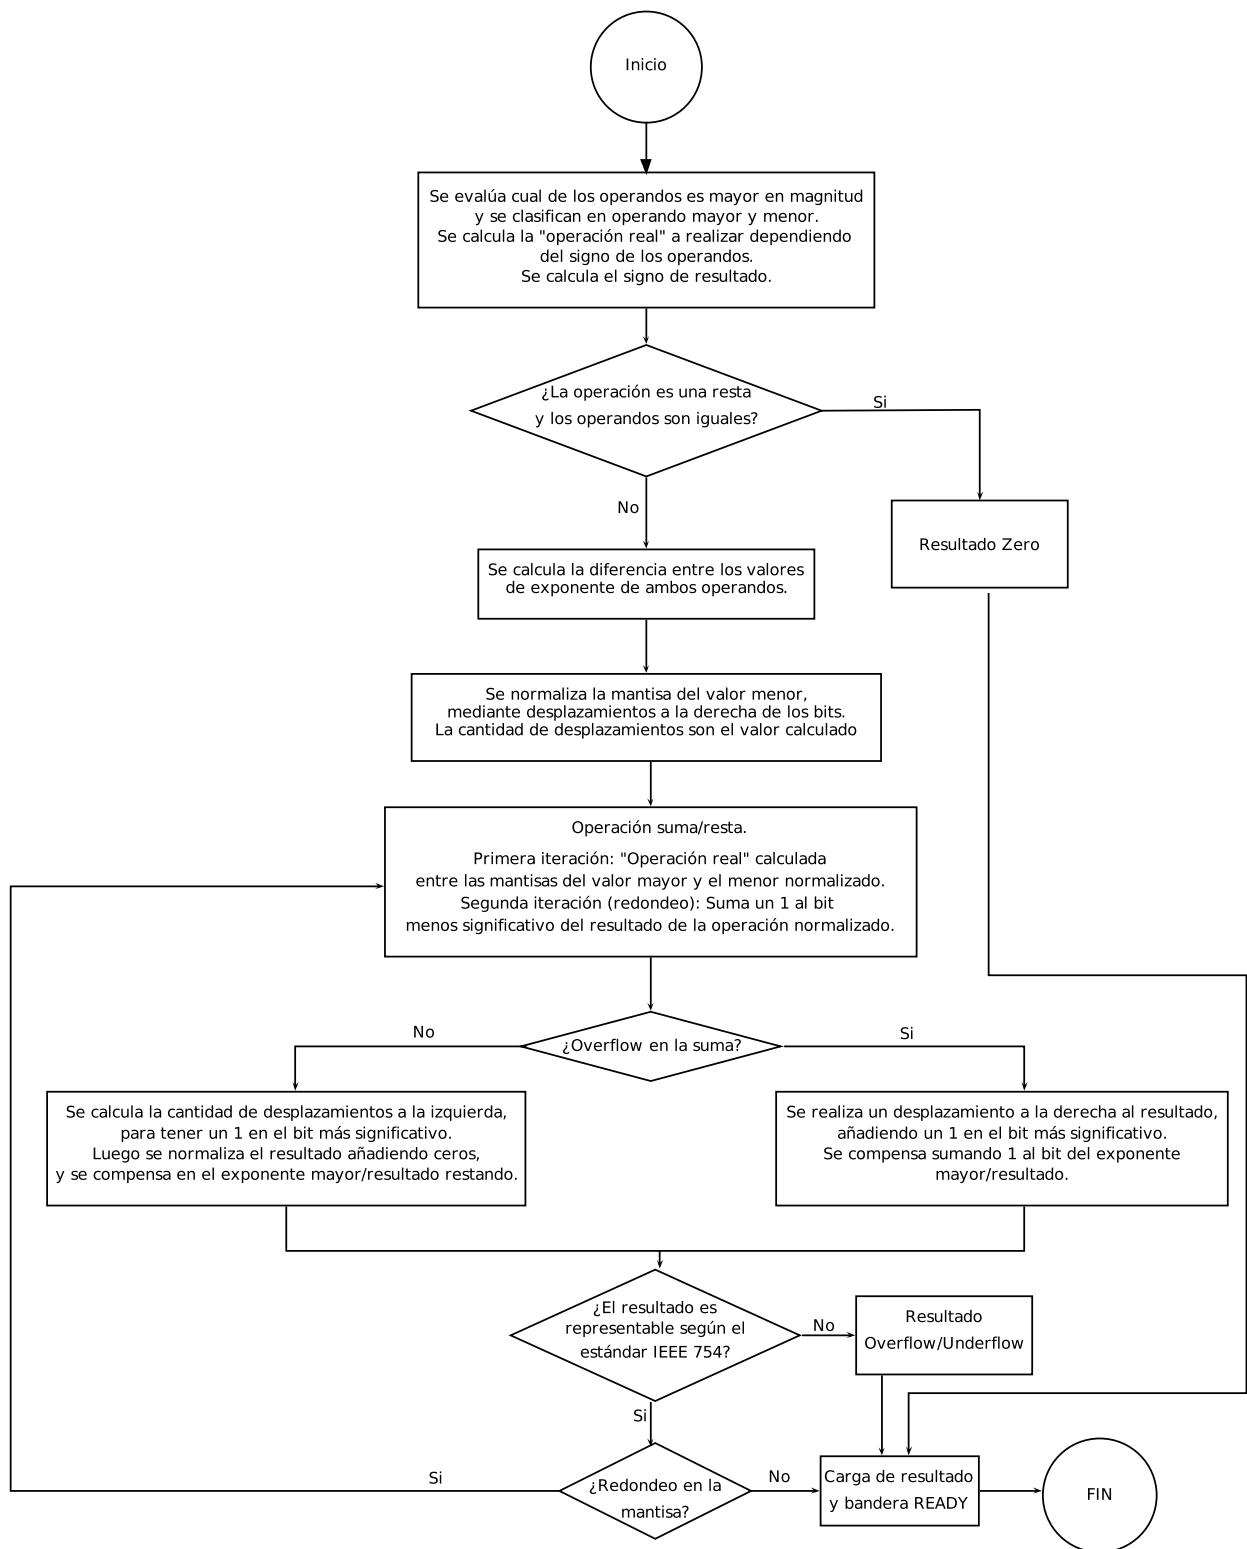 Inicio
Se evalúa cual de los operandos es mayor en magnitud
y se clasifican en operando mayor y menor.
Se calcula la "operación real" a realizar dependiendo
del signo de los operandos.
Se calcula el signo de resultado.
¿La operación es una resta
y los operandos son iguales?
Si
No
Resultado Zero
Se calcula la diferencia entre los valores
de exponente de ambos operandos.
Se normaliza la mantisa del valor menor,
mediante desplazamientos a la derecha de los bits.
La cantidad de desplazamientos son el valor calculado
Operación suma/resta.
Primera iteración: "Operación real" calculada
entre las mantisas del valor mayor y el menor normalizado.
Segunda iteración (redondeo): Suma un 1 al bit
menos significativo del resultado de la operación normalizado.
¿Overflow en la suma?
No
Si
Se calcula la cantidad de desplazamientos a la izquierda,
para tener un 1 en el bit más significativo.
Luego se normaliza el resultado añadiendo ceros,
y se compensa en el exponente mayor/resultado restando.
Se realiza un desplazamiento a la derecha al resultado,
añadiendo un 1 en el bit más significativo.
Se compensa sumando 1 al bit del exponente
mayor/resultado.
¿El resultado es
representable según el
estándar IEEE 754?
No
Resultado
Overflow/Underflow
Si
¿Redondeo en la
mantisa?
Si
No
Carga de resultado
y bandera READY
FIN